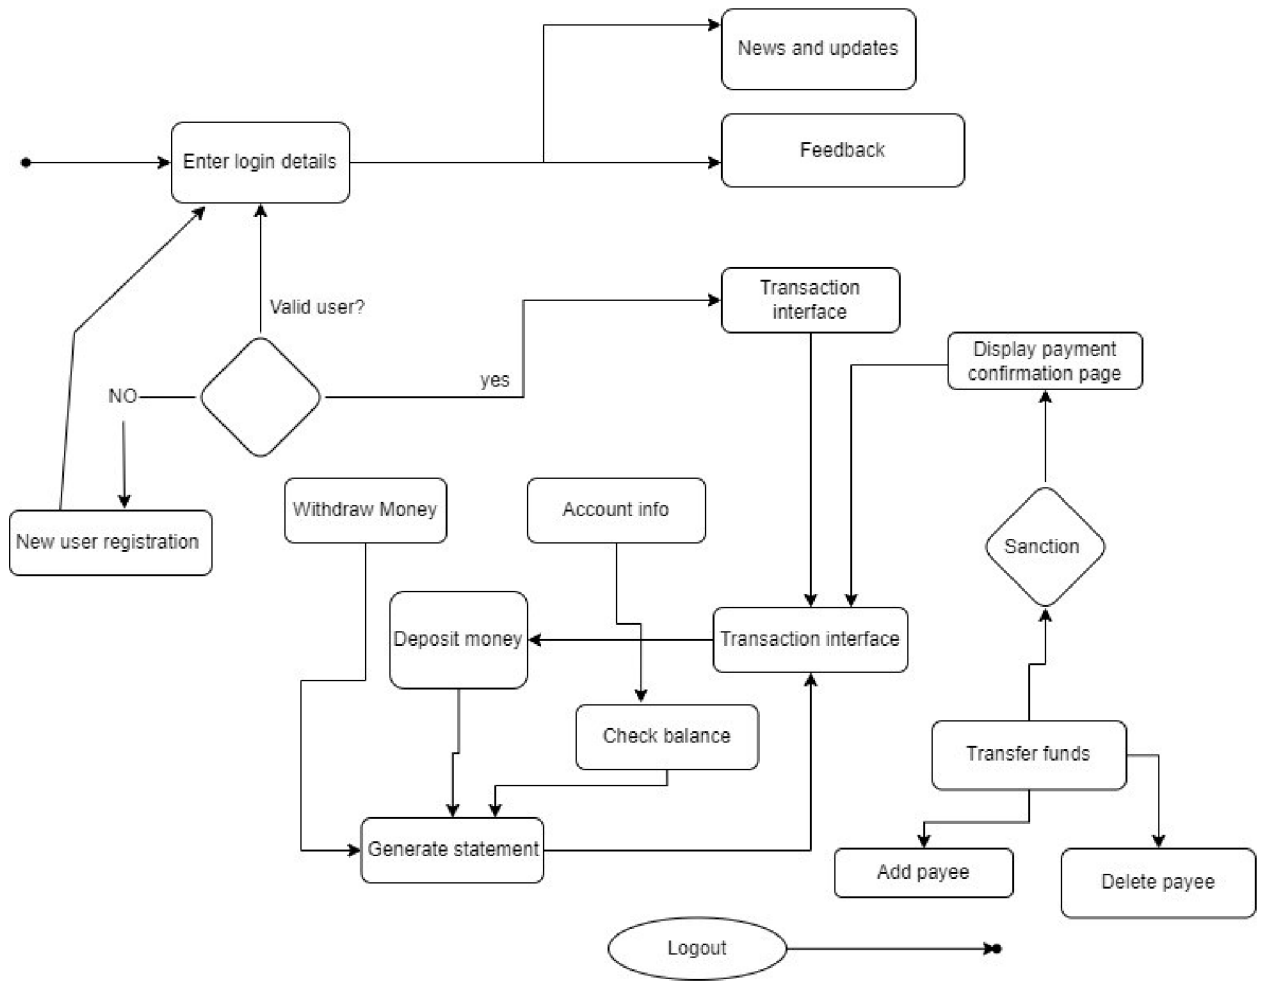 News and updates
Enter login details
Feedback
Valid user?
Transaction
interface
Display payment
confirmation page
yes
NO
Withdraw Money
Account info
New user registration
Sanction
Deposit money
Transaction interface
Check balance
Transfer funds
Generate statement
Add payee
Delete payee
Logout